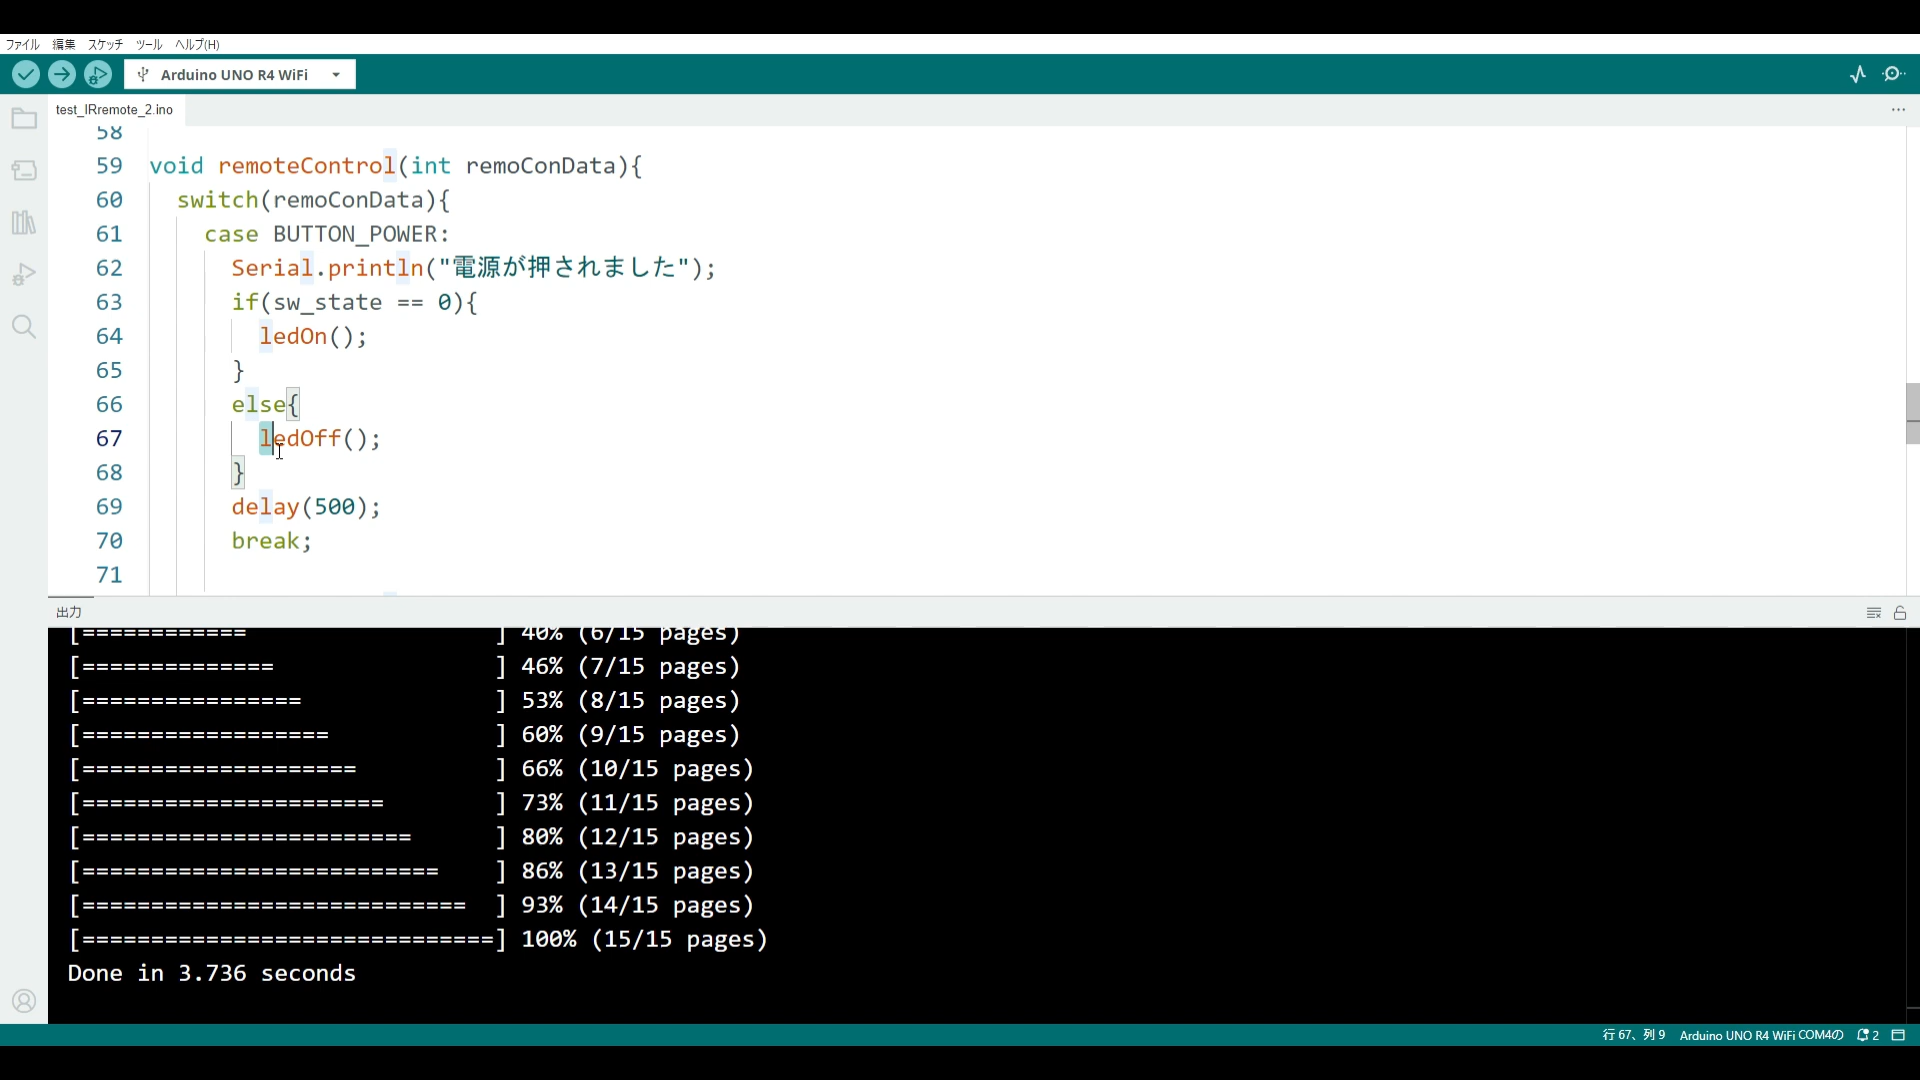 ファイル 編集 スケッチ ツール ヘルプ(H)
Arduino UNO R4 WiFi
test_IRremote_2.ino
58
59 void remoteControl(int remoConData){
60 switch(remoConData){
61 case BUTTON_POWER:
62 Serial.println("電源が押されました");
63 if(sw_state == 0){
64 ledOn();
65 }
66 else{
67 ledOff();
68 }
69 delay(500);
70 break;
71
出力
[============ ] 40% (6/15 pages)
[============== ] 46% (7/15 pages)
[================ ] 53% (8/15 pages)
[================== ] 60% (9/15 pages)
[==================== ] 66% (10/15 pages)
[====================== ] 73% (11/15 pages)
[======================== ] 80% (12/15 pages)
[========================== ] 86% (13/15 pages)
[============================ ] 93% (14/15 pages)
[==============================] 100% (15/15 pages)
Done in 3.736 seconds
行 67、列 9 Arduino UNO R4 WiFi COM4の 2